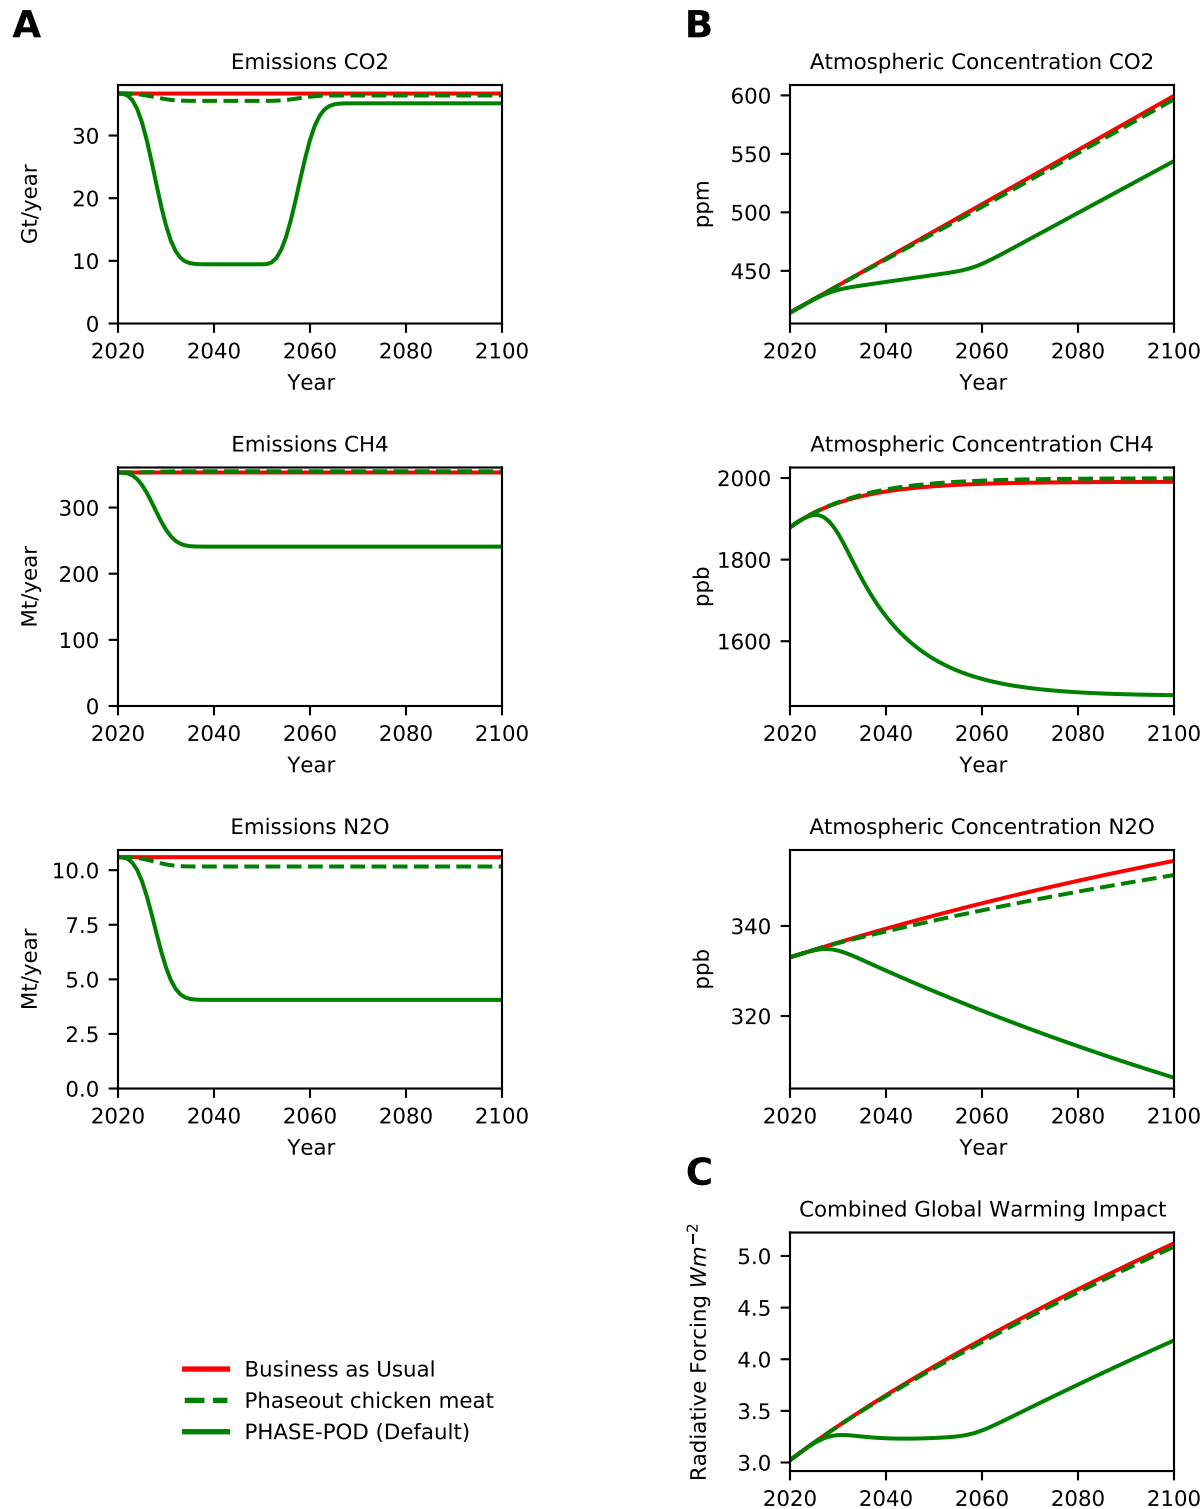 A
Emissions CO2
Gt/year
30
20
10
0
2020 2040 2060 2080 2100
Year
Emissions CH4
Mt/year
300
200
100
0
2020 2040 2060 2080 2100
Year
Emissions N2O
Mt/year
10.0
7.5
5.0
2.5
0.0
2020 2040 2060 2080 2100
Year
Business as Usual
Phaseout chicken meat
PHASE-POD (Default)
B
Atmospheric Concentration CO2
ppm
600
550
500
450
2020 2040 2060 2080 2100
Year
Atmospheric Concentration CH4
ppb
2000
1800
1600
2020 2040 2060 2080 2100
Year
Atmospheric Concentration N2O
ppb
340
320
2020 2040 2060 2080 2100
Year
C
Combined Global Warming Impact
Radiative Forcing Wm⁻²
5.0
4.5
4.0
3.5
3.0
2020 2040 2060 2080 2100